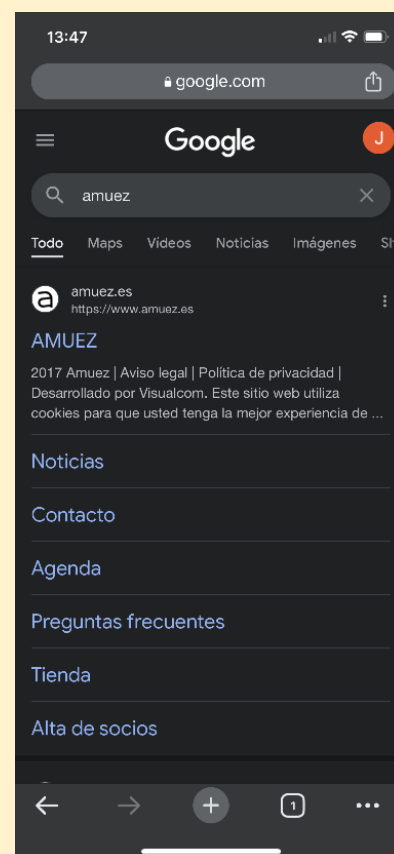 13:47
google.com
Google
J
amuez
Todo Maps Vídeos Noticias Imágenes Sh
a amuez.es
https://www.amuez.es
AMUEZ
2017 Amuez | Aviso legal | Política de privacidad |
Desarrollado por Visualcom. Este sitio web utiliza
cookies para que usted tenga la mejor experiencia de ...
Noticias
Contacto
Agenda
Preguntas frecuentes
Tienda
Alta de socios
1